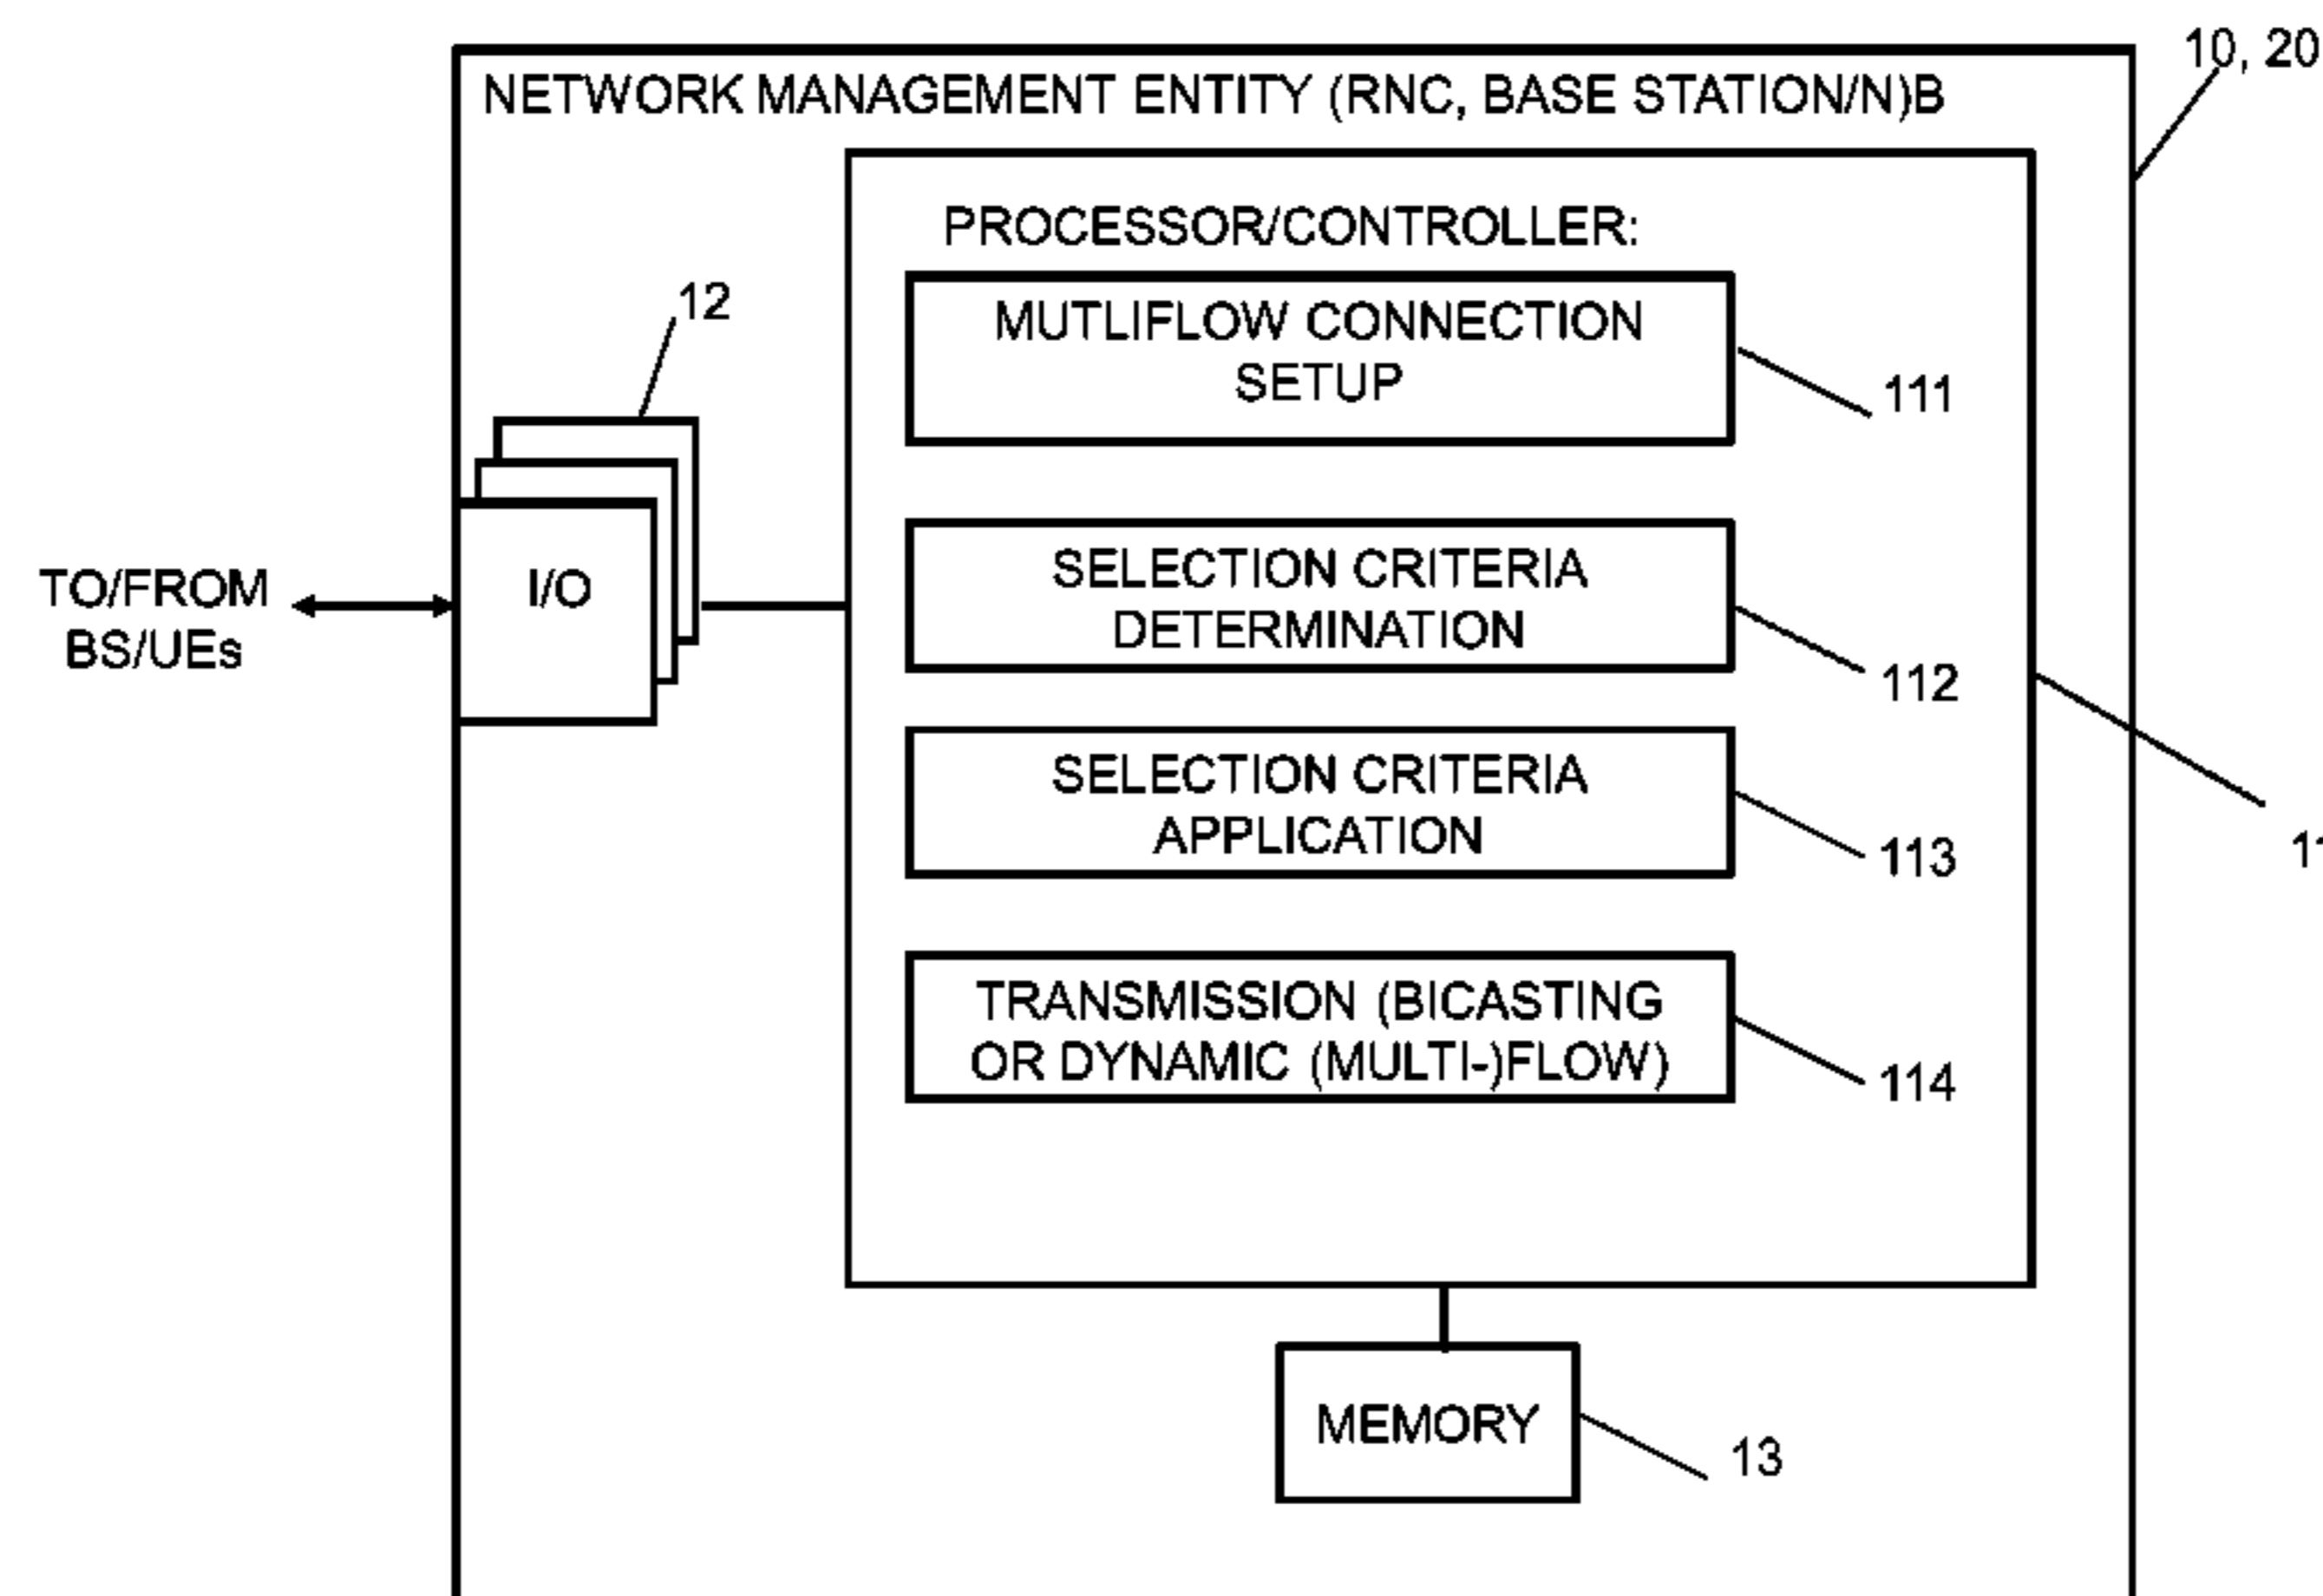 10, 20
NETWORK MANAGEMENT ENTITY (RNC, BASE STATION/N)B
PROCESSOR/CONTROLLER:
12
MUTLIFLOW CONNECTION
SETUP
111
TO/FROM
BS/UEs
I/O
SELECTION CRITERIA
DETERMINATION
112
SELECTION CRITERIA
APPLICATION
113
11
TRANSMISSION (BICASTING
OR DYNAMIC (MULTI-)FLOW)
114
MEMORY
13